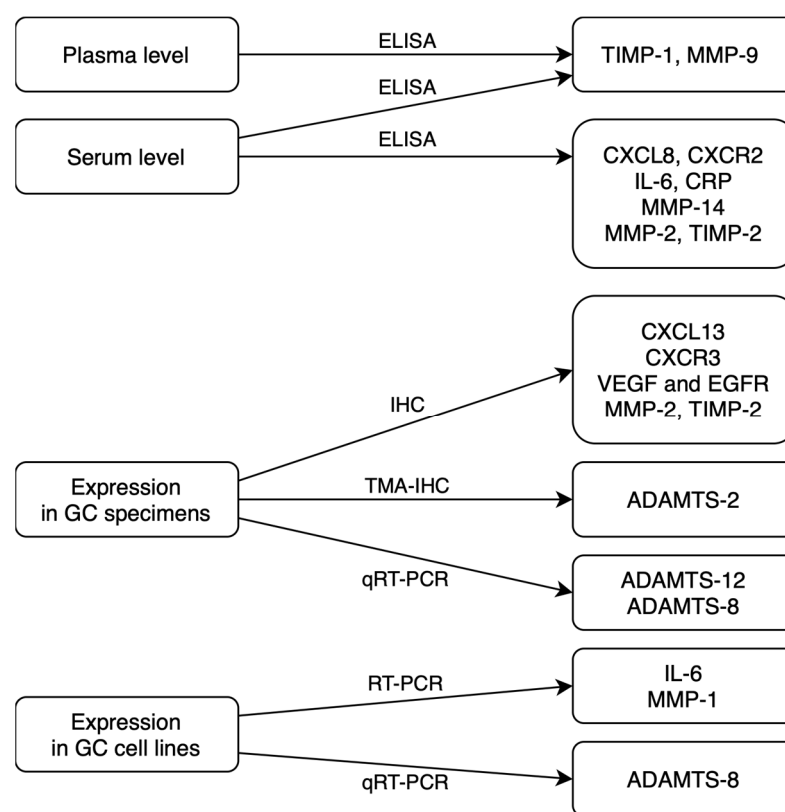 Plasma level
ELISA
TIMP-1, MMP-9
ELISA
Serum level
ELISA
CXCL8, CXCR2
IL-6, CRP
MMP-14
MMP-2, TIMP-2
CXCL13
CXCR3
VEGF and EGFR
MMP-2, TIMP-2
IHC
Expression
in GC specimens
TMA-IHC
ADAMTS-2
qRT-PCR
ADAMTS-12
ADAMTS-8
RT-PCR
IL-6
MMP-1
Expression
in GC cell lines
qRT-PCR
ADAMTS-8